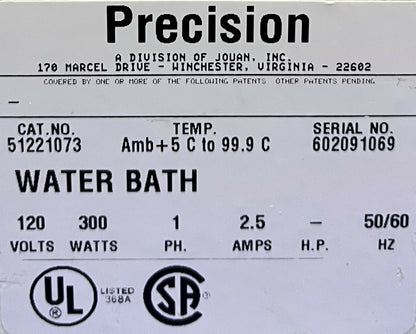 Precision
A DIVISION OF JOUAN, INC.
170 MARCEL DRIVE - WINCHESTER, VIRGINIA - 22602
COVERED BY ONE OR MORE OF THE FOLLOWING PATENTS OTHER PATENTS PENDING
–
CAT.NO. TEMP. SERIAL NO.
51221073 Amb+5 C to 99.9 C 602091069
WATER BATH
120 300 1 2.5 – 50/60
VOLTS WATTS PH. AMPS H.P. HZ
UL ® LISTED 368A SA ®